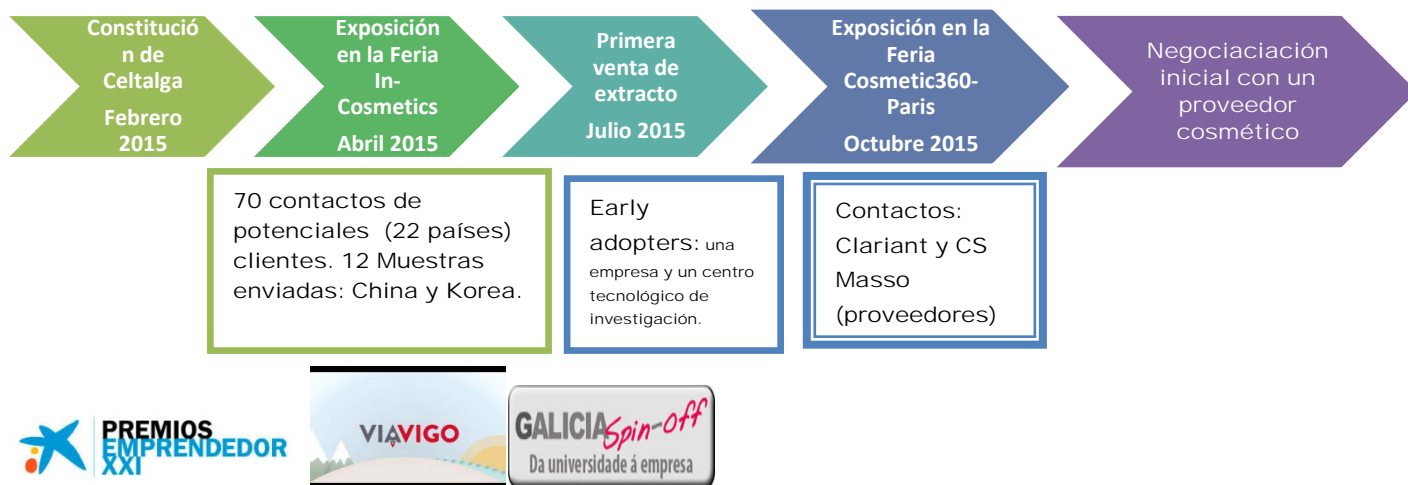 Constitució
n de
Celtalga
Febrero
2015
Exposición
en la Feria
In-
Cosmetics
Abril 2015
Primera
venta de
extracto
Julio 2015
Exposición en la
Feria
Cosmetic360-
Paris
Octubre 2015
Negociaciación
inicial con un
proveedor
cosmético
70 contactos de
potenciales (22 países)
clientes. 12 Muestras
enviadas: China y Korea.
Early
adopters: una
empresa y un centro
tecnológico de
investigación.
Contactos:
Clariant y CS
Masso
(proveedores)
PREMIOS
EMPRENDEDOR
XXI
VIAVIGO
GALICIA Spin-off
Da universidade á empresa